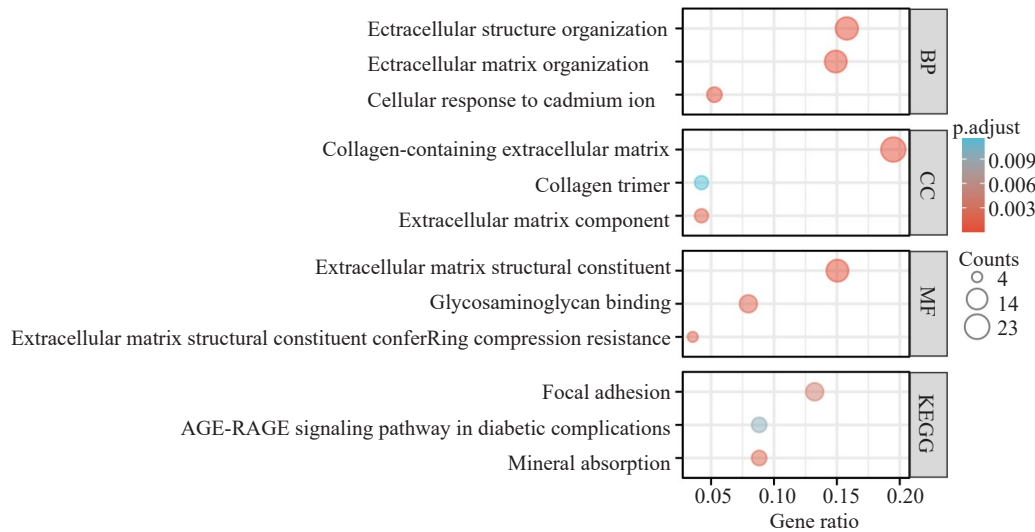 Ectracellular structure organization
Ectracellular matrix organization
Cellular response to cadmium ion
BP
Collagen-containing extracellular matrix
Collagen trimer
Extracellular matrix component
CC
Extracellular matrix structural constituent
Glycosaminoglycan binding
Extracellular matrix structural constituent conferRing compression resistance
MF
Focal adhesion
AGE-RAGE signaling pathway in diabetic complications
Mineral absorption
KEGG
0.05 0.10 0.15 0.20
Gene ratio
p.adjust
0.009
0.006
0.003
Counts
4
14
23